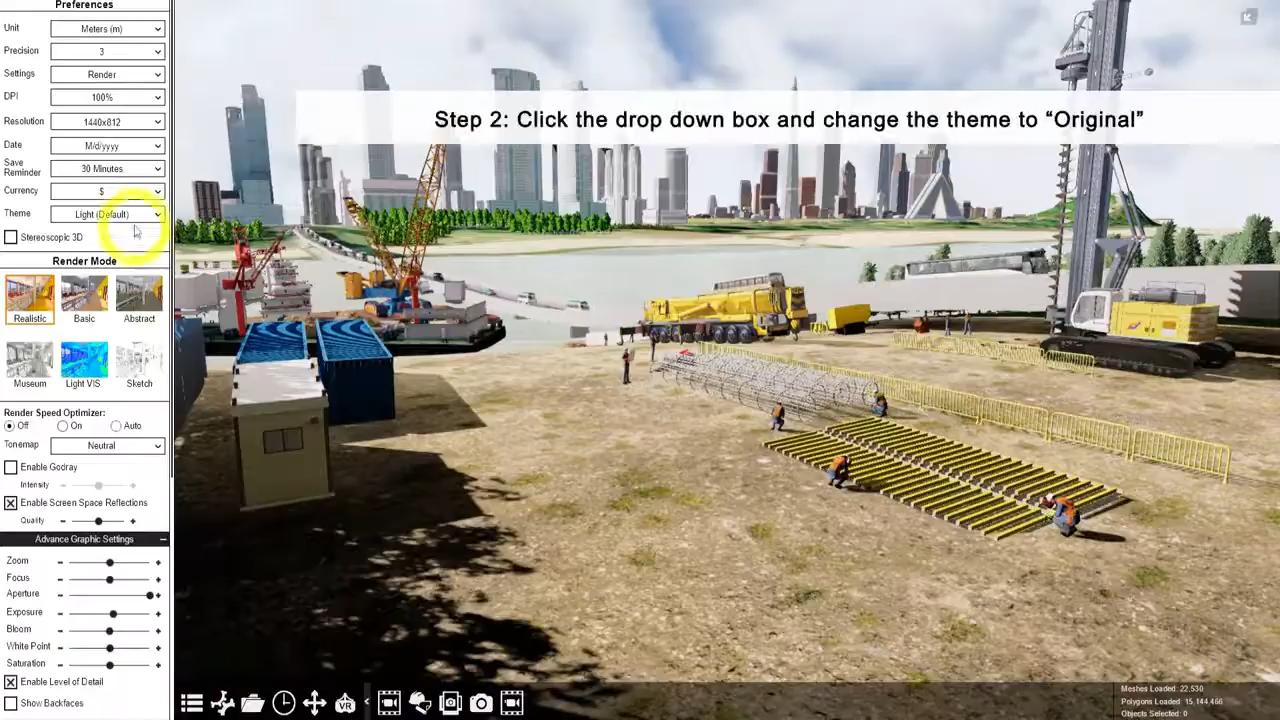 Preferences
Unit Meters (m)
Precision 3
Settings Render
DPI 100%
Resolution 1440x812
Date M/d/yyyy
Save Reminder 30 Minutes
Currency $
Theme Light (Default)
Stereoscopic 3D
Render Mode
Realistic Basic Abstract
Museum Light VIS Sketch
Render Speed Optimizer:
Off On Auto
Tonemap Neutral
Enable Godray
Intensity
Enable Screen Space Reflections
Quality
Advance Graphic Settings
Zoom
Focus
Aperture
Exposure
Bloom
White Point
Saturation
Enable Level of Detail
Show Backfaces
Step 2: Click the drop down box and change the theme to “Original”
VR
Meshes Loaded: 22,530
Polygons Loaded: 15,144,466
Objects Selected: 0